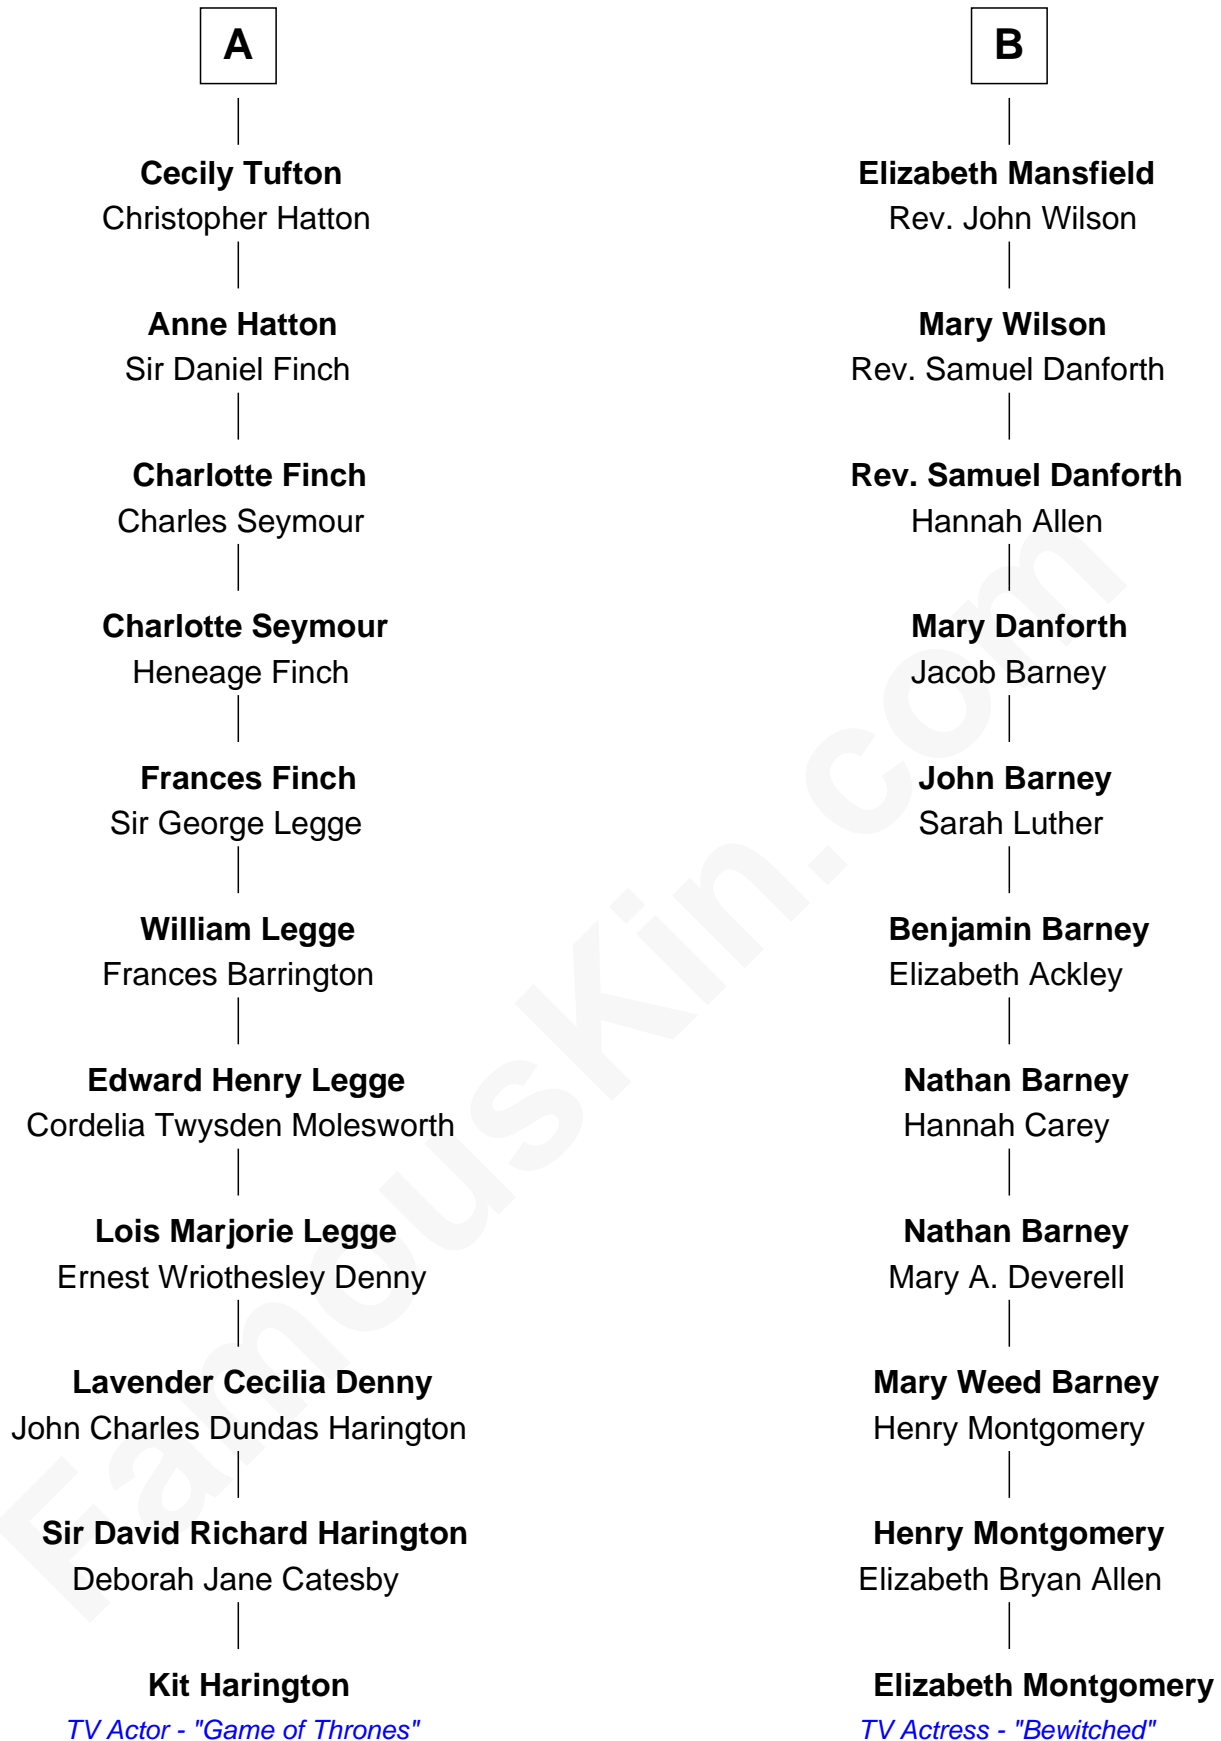 A
Cecily Tufton
Christopher Hatton
Anne Hatton
Sir Daniel Finch
Charlotte Finch
Charles Seymour
Charlotte Seymour
Heneage Finch
Frances Finch
Sir George Legge
William Legge
Frances Barrington
Edward Henry Legge
Cordelia Twysden Molesworth
Lois Marjorie Legge
Ernest Wriothesley Denny
Lavender Cecilia Denny
John Charles Dundas Harington
Sir David Richard Harington
Deborah Jane Catesby
Kit Harington
TV Actor - "Game of Thrones"
B
Elizabeth Mansfield
Rev. John Wilson
Mary Wilson
Rev. Samuel Danforth
Rev. Samuel Danforth
Hannah Allen
Mary Danforth
Jacob Barney
John Barney
Sarah Luther
Benjamin Barney
Elizabeth Ackley
Nathan Barney
Hannah Carey
Nathan Barney
Mary A. Deverell
Mary Weed Barney
Henry Montgomery
Henry Montgomery
Elizabeth Bryan Allen
Elizabeth Montgomery
TV Actress - "Bewitched"
FamousKin.com